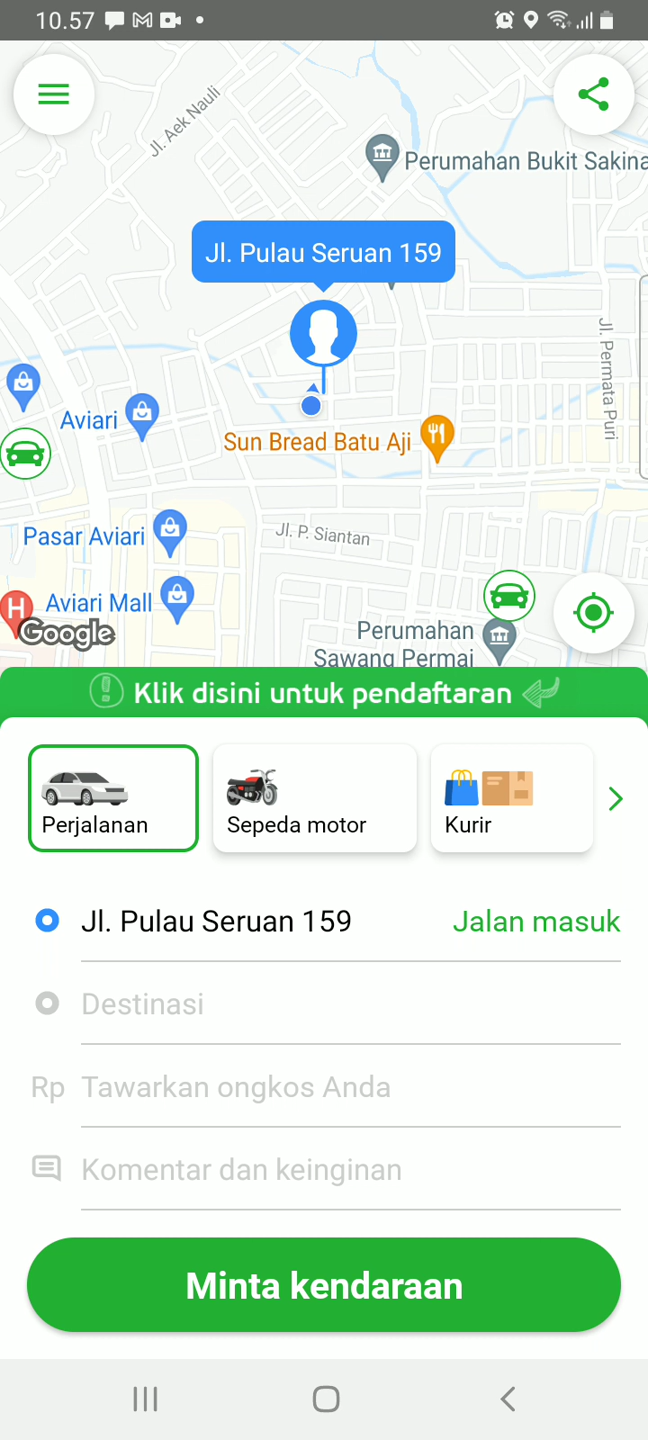 10.57
Jl. Aek Nauli
Perumahan Bukit Sakina
Jl. Pulau Seruan 159
Jl. Permata Puri
Aviari
Sun Bread Batu Aji
Jl. P. Siantan
Pasar Aviari
H
Aviari Mall
Google
Perumahan
Sawang Permai
Klik disini untuk pendaftaran
Perjalanan
Sepeda motor
Kurir
Jl. Pulau Seruan 159
Jalan masuk
Destinasi
Rp Tawarkan ongkos Anda
Komentar dan keinginan
Minta kendaraan